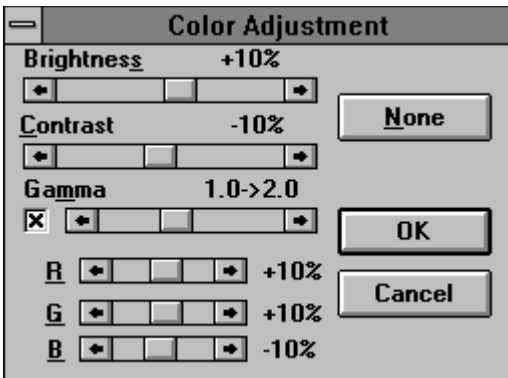 Color Adjustment
Brightness +10%
None
Contrast -10%
Gamma 1.0->2.0
OK
R +10%
Cancel
G +10%
B -10%